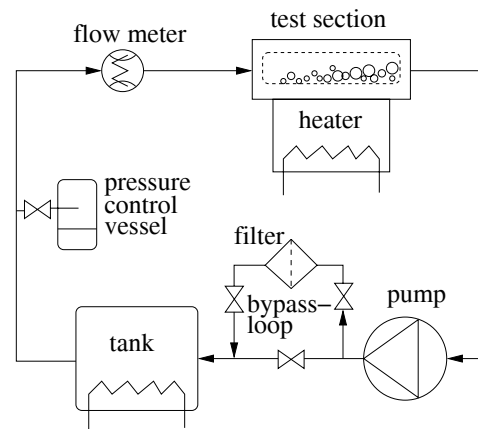 test section
flow meter
heater
pressure
control
vessel
filter
bypass–
loop
pump
tank